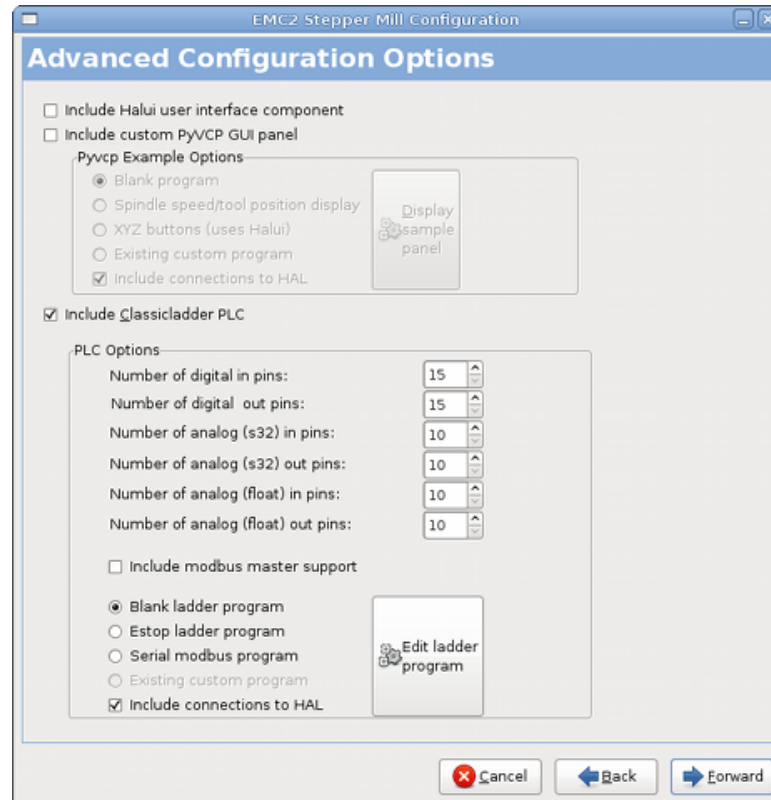 EMC2 Stepper Mill Configuration
Advanced Configuration Options
Include Halui user interface component
Include custom PyVCP GUI panel
Pyvcp Example Options
Blank program
Spindle speed/tool position display
XYZ buttons (uses Halui)
Existing custom program
Include connections to HAL
Display
sample
panel
Include Classicladder PLC
PLC Options
Number of digital in pins: 15
Number of digital  out pins: 15
Number of analog (s32) in pins: 10
Number of analog (s32) out pins: 10
Number of analog (float) in pins: 10
Number of analog (float) out pins: 10
Include modbus master support
Blank ladder program
Estop ladder program
Serial modbus program
Existing custom program
Include connections to HAL
Edit ladder
program
Cancel Back Forward